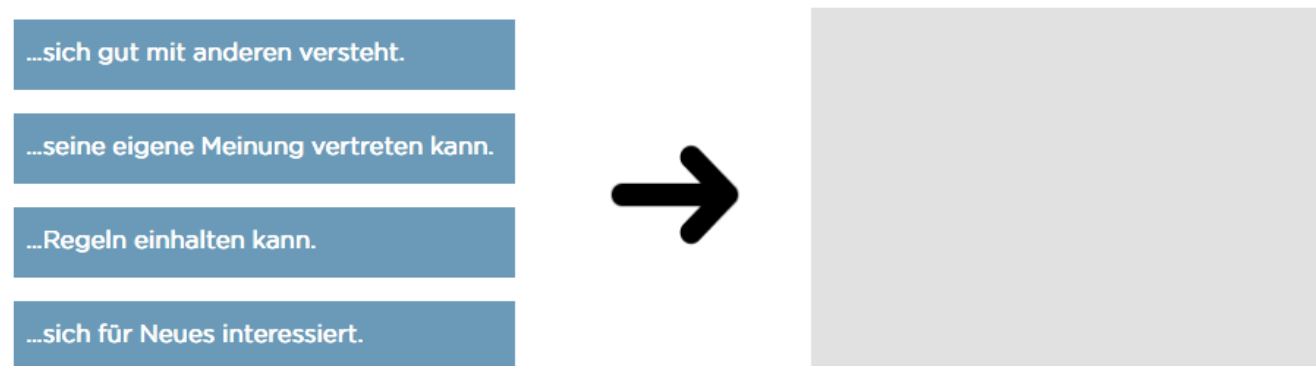 ...sich gut mit anderen versteht.
...seine eigene Meinung vertreten kann.
...Regeln einhalten kann.
...sich für Neues interessiert.